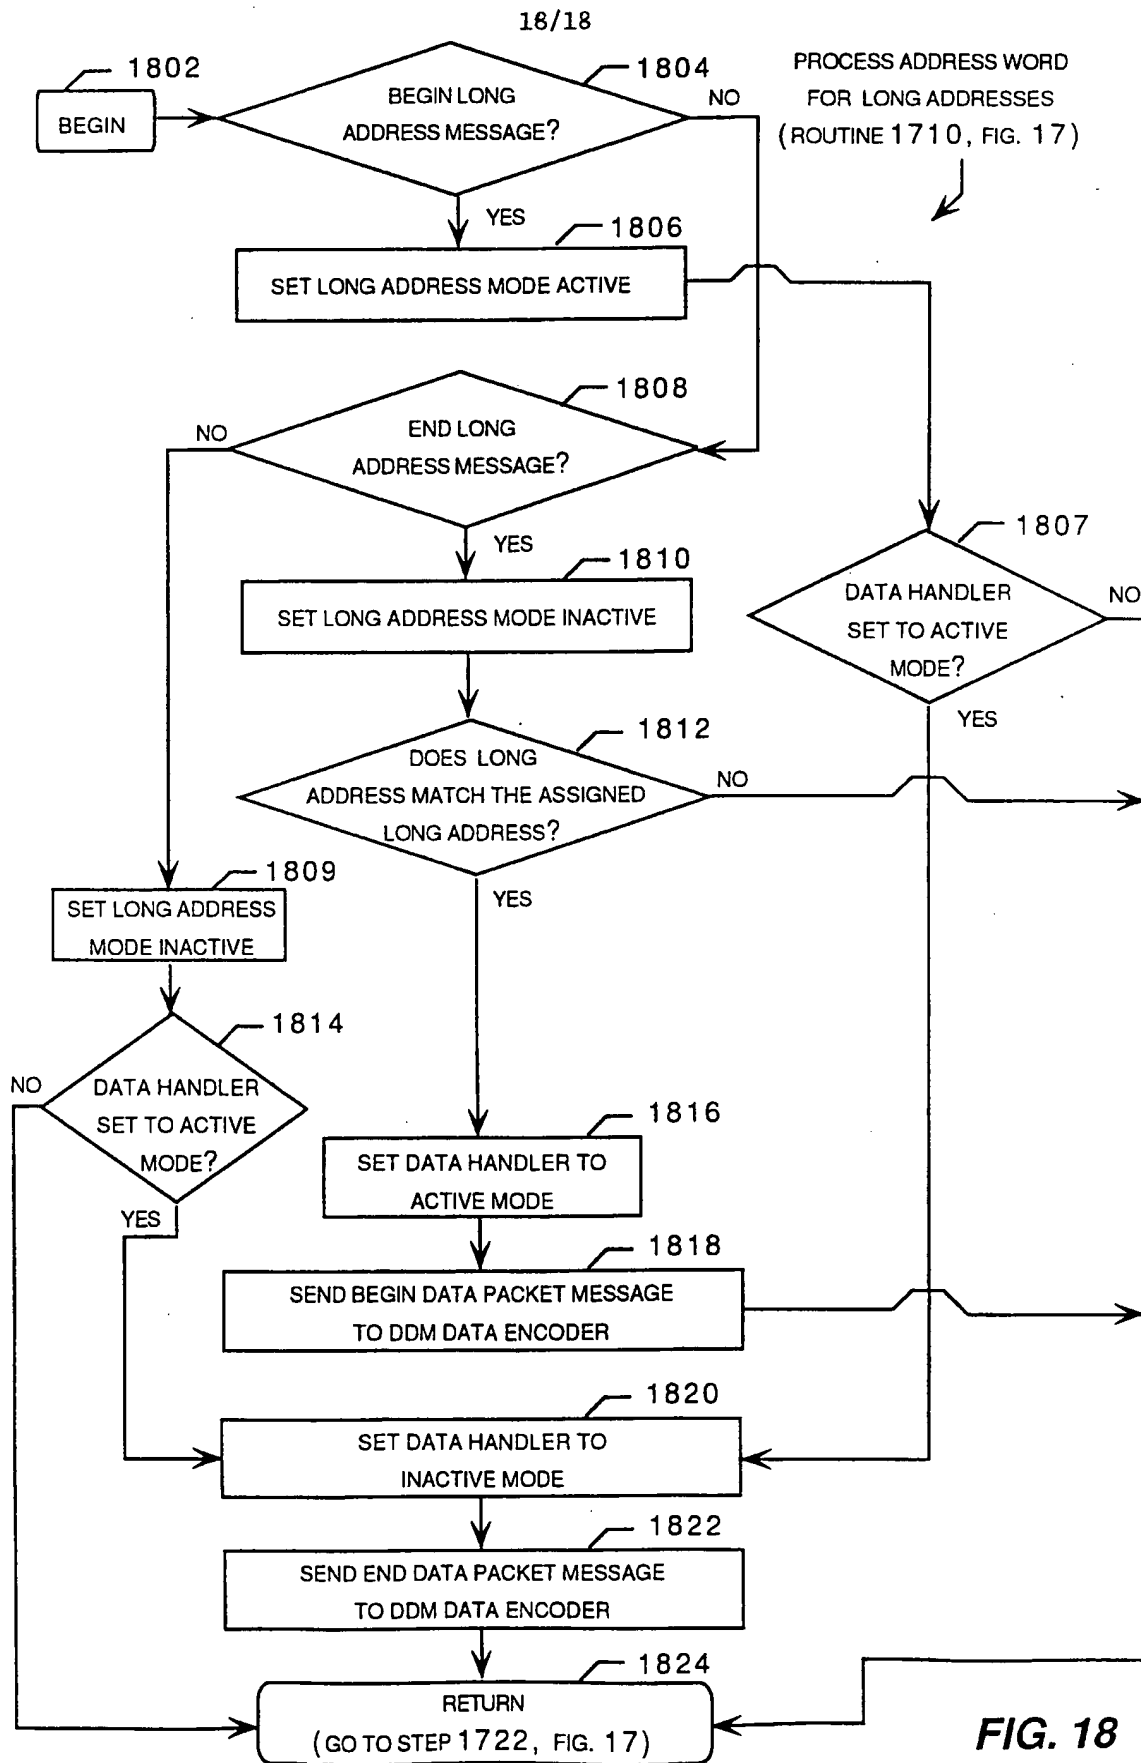 18/18
1802
BEGIN
1804
BEGIN LONG
ADDRESS MESSAGE?
NO
PROCESS ADDRESS WORD
FOR LONG ADDRESSES
(ROUTINE 1710, FIG. 17)
YES
1806
SET LONG ADDRESS MODE ACTIVE
1808
END LONG
ADDRESS MESSAGE?
NO
YES
1807
DATA HANDLER
SET TO ACTIVE
MODE?
NO
YES
1810
SET LONG ADDRESS MODE INACTIVE
1812
DOES LONG
ADDRESS MATCH THE ASSIGNED
LONG ADDRESS?
NO
YES
1809
SET LONG ADDRESS
MODE INACTIVE
1814
DATA HANDLER
SET TO ACTIVE
MODE?
NO
YES
1816
SET DATA HANDLER TO
ACTIVE MODE
1818
SEND BEGIN DATA PACKET MESSAGE
TO DDM DATA ENCODER
1820
SET DATA HANDLER TO
INACTIVE MODE
1822
SEND END DATA PACKET MESSAGE
TO DDM DATA ENCODER
1824
RETURN
(GO TO STEP 1722, FIG. 17)
FIG. 18